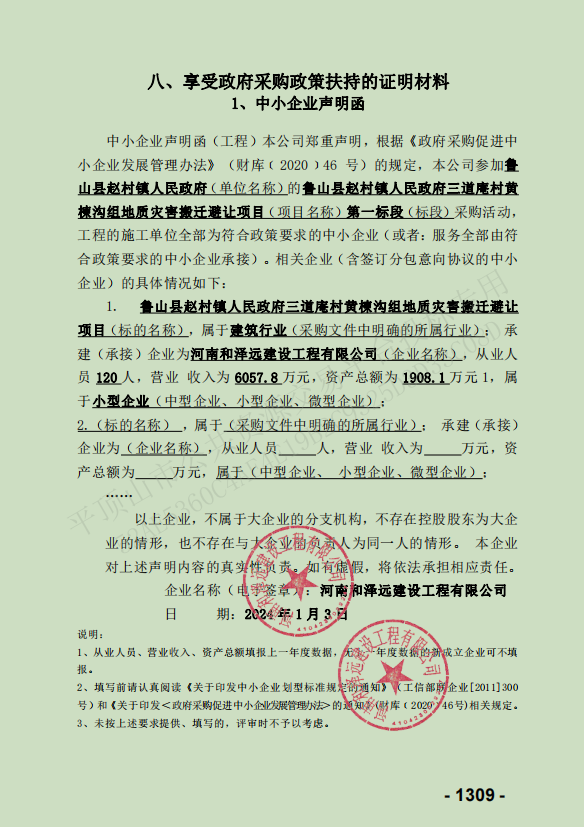 八、享受政府采购政策扶持的证明材料
1、中小企业声明函
中小企业声明函（工程）本公司郑重声明，根据《政府采购促进中
小企业发展管理办法》（财库﹝2020﹞46 号）的规定，本公司参加鲁
山县赵村镇人民政府（单位名称）的鲁山县赵村镇人民政府三道庵村黄
楝沟组地质灾害搬迁避让项目（项目名称）第一标段（标段）采购活动，
工程的施工单位全部为符合政策要求的中小企业（或者：服务全部由符
合政策要求的中小企业承接）。相关企业（含签订分包意向协议的中小
企业）的具体情况如下：
1. 鲁山县赵村镇人民政府三道庵村黄楝沟组地质灾害搬迁避让
项目（标的名称），属于建筑行业（采购文件中明确的所属行业）； 承
建（承接）企业为河南和泽远建设工程有限公司（企业名称），从业人
员 120 人，营业 收入为 6057.8 万元，资产总额为 1908.1 万元 1，属
于小型企业（中型企业、小型企业、微型企业）；
2.（标的名称） ，属于（采购文件中明确的所属行业）； 承建（承接）
企业为（企业名称），从业人员_____人，营业 收入为_____万元，资
产总额为_____万元，属于（中型企业、 小型企业、微型企业）；
……
以上企业，不属于大企业的分支机构，不存在控股股东为大企
业的情形，也不存在与大企业的负责人为同一人的情形。 本企业
对上述声明内容的真实性负责。如有虚假，将依法承担相应责任。
企业名称（电子签章）：河南和泽远建设工程有限公司
日 期：2024 年 1 月 3 日
说明：
1、从业人员、营业收入、资产总额填报上一年度数据，无上一年度数据的新成立企业可不填
报。
2、填写前请认真阅读《关于印发中小企业划型标准规定的通知》（工信部联企业[2011]300
号)和《关于印发＜政府采购促进中小企业发展管理办法＞的通知》(财库﹝2020﹞46号)相关规定。
3、未按上述要求提供、填写的，评审时不予以考虑。
河南和泽远建设工程有限公司
河南和泽远建设工程有限公司
- 1309 -